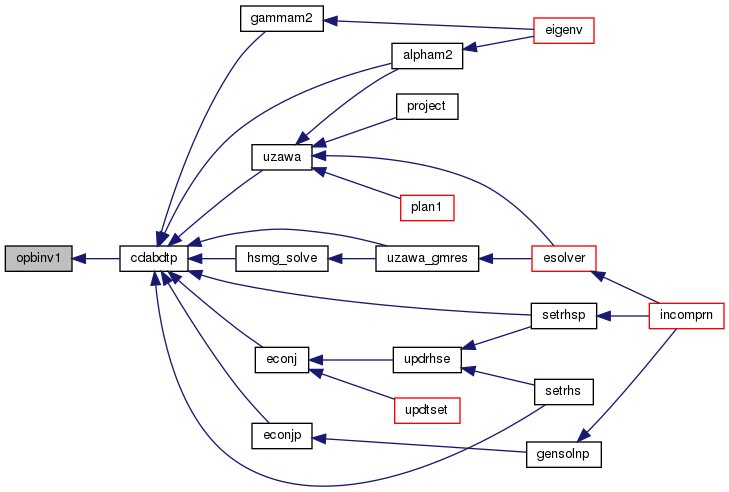 gammam2
eigenv
alpham2
project
uzawa
plan1
opbinv1
cdabdtp
hsmg_solve
uzawa_gmres
esolver
setrhsp
incomprn
econj
updrhse
setrhs
updtset
econjp
gensolnp